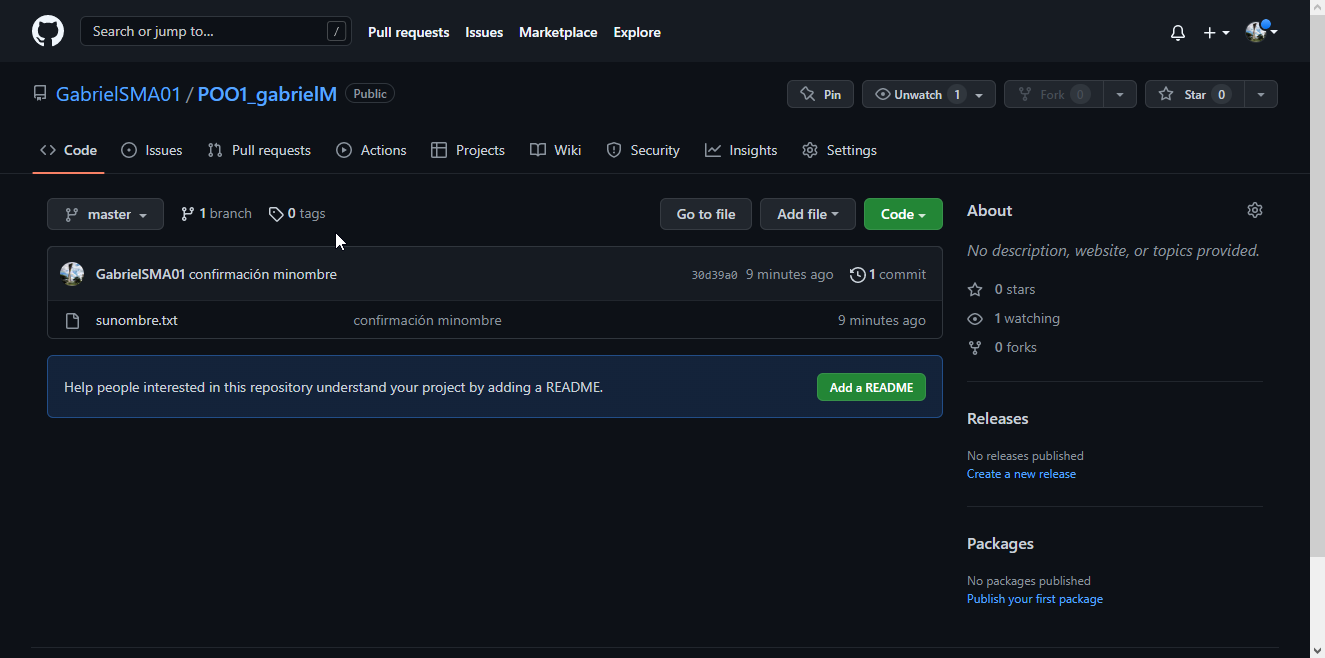 Search or jump to... /
Pull requests Issues Marketplace Explore
GabrielSMA01 / POO1_gabrielM Public
Pin Unwatch 1 Fork 0 Star 0
Code Issues Pull requests Actions Projects Wiki Security Insights Settings
master 1 branch 0 tags Go to file Add file Code
GabrielSMA01 confirmación minombre 30d39a0 9 minutes ago 1 commit
sunombre.txt confirmación minombre 9 minutes ago
Help people interested in this repository understand your project by adding a README. Add a README
About
No description, website, or topics provided.
0 stars
1 watching
0 forks
Releases
No releases published
Create a new release
Packages
No packages published
Publish your first package